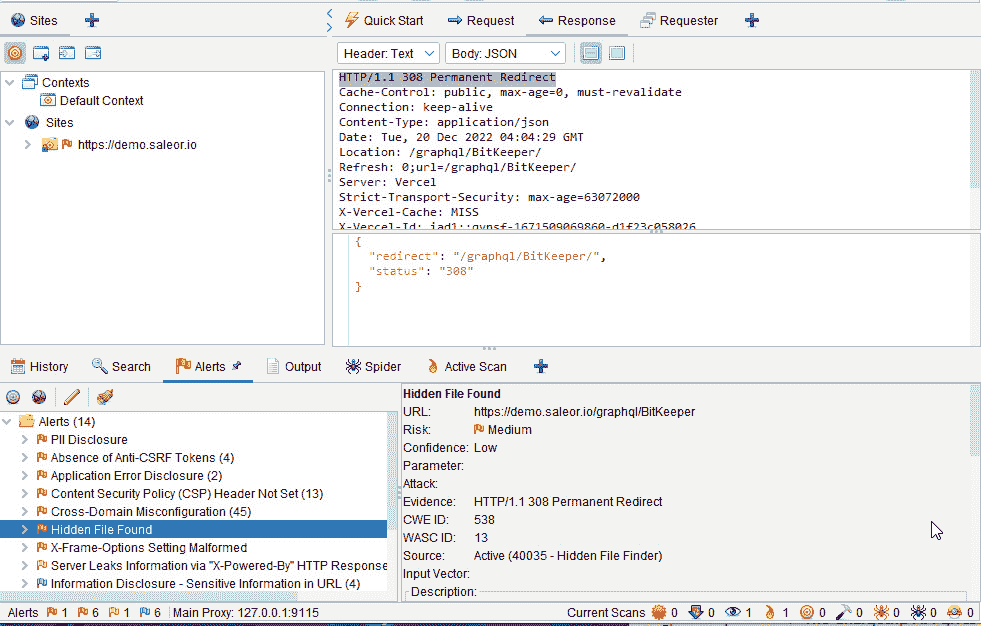 Sites
Quick Start
Request
Response
Requester
Header: Text
Body: JSON
Contexts
Default Context
Sites
https://demo.saleor.io
HTTP/1.1 308 Permanent Redirect
Cache-Control: public, max-age=0, must-revalidate
Connection: keep-alive
Content-Type: application/json
Date: Tue, 20 Dec 2022 04:04:29 GMT
Location: /graphql/BitKeeper/
Refresh: 0;url=/graphql/BitKeeper/
Server: Vercel
Strict-Transport-Security: max-age=63072000
X-Vercel-Cache: MISS
X-Vercel-Id: iad1::qvnsf-1671509069860-d1f23c058026
{
"redirect": "/graphql/BitKeeper/",
"status": "308"
}
History
Search
Alerts
Output
Spider
Active Scan
Alerts (14)
PII Disclosure
Absence of Anti-CSRF Tokens (4)
Application Error Disclosure (2)
Content Security Policy (CSP) Header Not Set (13)
Cross-Domain Misconfiguration (45)
Hidden File Found
X-Frame-Options Setting Malformed
Server Leaks Information via "X-Powered-By" HTTP Response
Information Disclosure - Sensitive Information in URL (4)
Hidden File Found
URL: https://demo.saleor.io/graphql/BitKeeper
Risk: Medium
Confidence: Low
Parameter:
Attack:
Evidence: HTTP/1.1 308 Permanent Redirect
CWE ID: 538
WASC ID: 13
Source: Active (40035 - Hidden File Finder)
Input Vector:
Description:
Alerts 1 6 1 6 Main Proxy: 127.0.0.1:9115 Current Scans 0 0 1 1 0 0 0 0 0